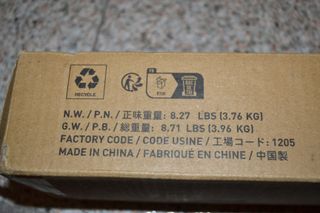 RECYCLE
FR
N.W. / P.N. / 正味重量: 8.27 LBS (3.76 KG)
G.W. / P.B. / 総重量: 8.71 LBS (3.96 KG)
FACTORY CODE / CODE USINE / 工場コード: 1205
MADE IN CHINA / FABRIQUÉ EN CHINE / 中国製